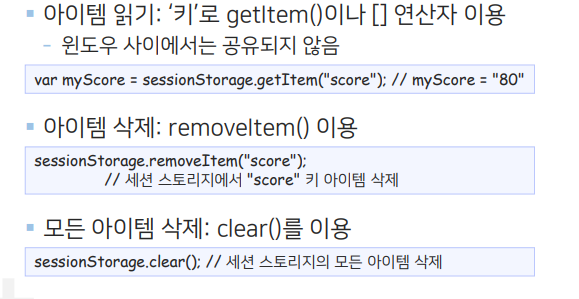 ▪ 아이템 읽기: ‘키’로 getItem()이나 [] 연산자 이용
– 윈도우 사이에서는 공유되지 않음
var myScore = sessionStorage.getItem("score"); // myScore = "80"
▪ 아이템 삭제: removeItem() 이용
sessionStorage.removeItem("score");
// 세션 스토리지에서 "score" 키 아이템 삭제
▪ 모든 아이템 삭제: clear()를 이용
sessionStorage.clear(); // 세션 스토리지의 모든 아이템 삭제